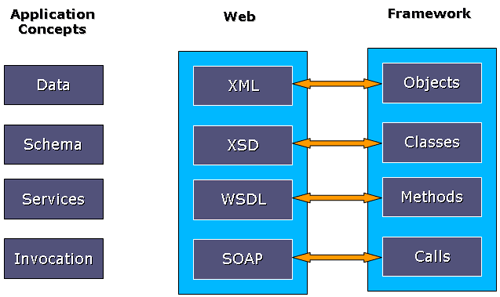 Application
Concepts
Web
Framework
Data
XML
Objects
Schema
XSD
Classes
Services
WSDL
Methods
Invocation
SOAP
Calls